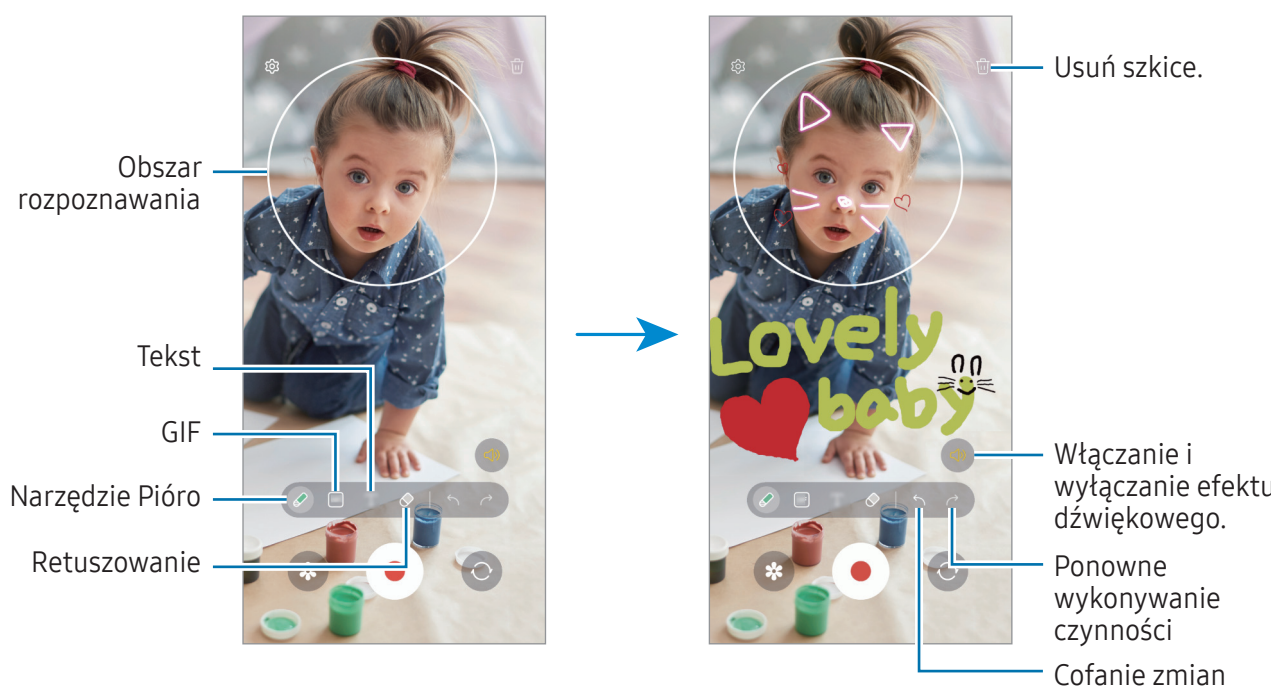 Obszar
rozpoznawania
Tekst
GIF
Narzędzie Pióro
Retuszowanie
Lovely
baby
Usuń szkice.
Włączanie i
wyłączanie efektu
dźwiękowego.
Ponowne
wykonywanie
czynności
Cofanie zmian